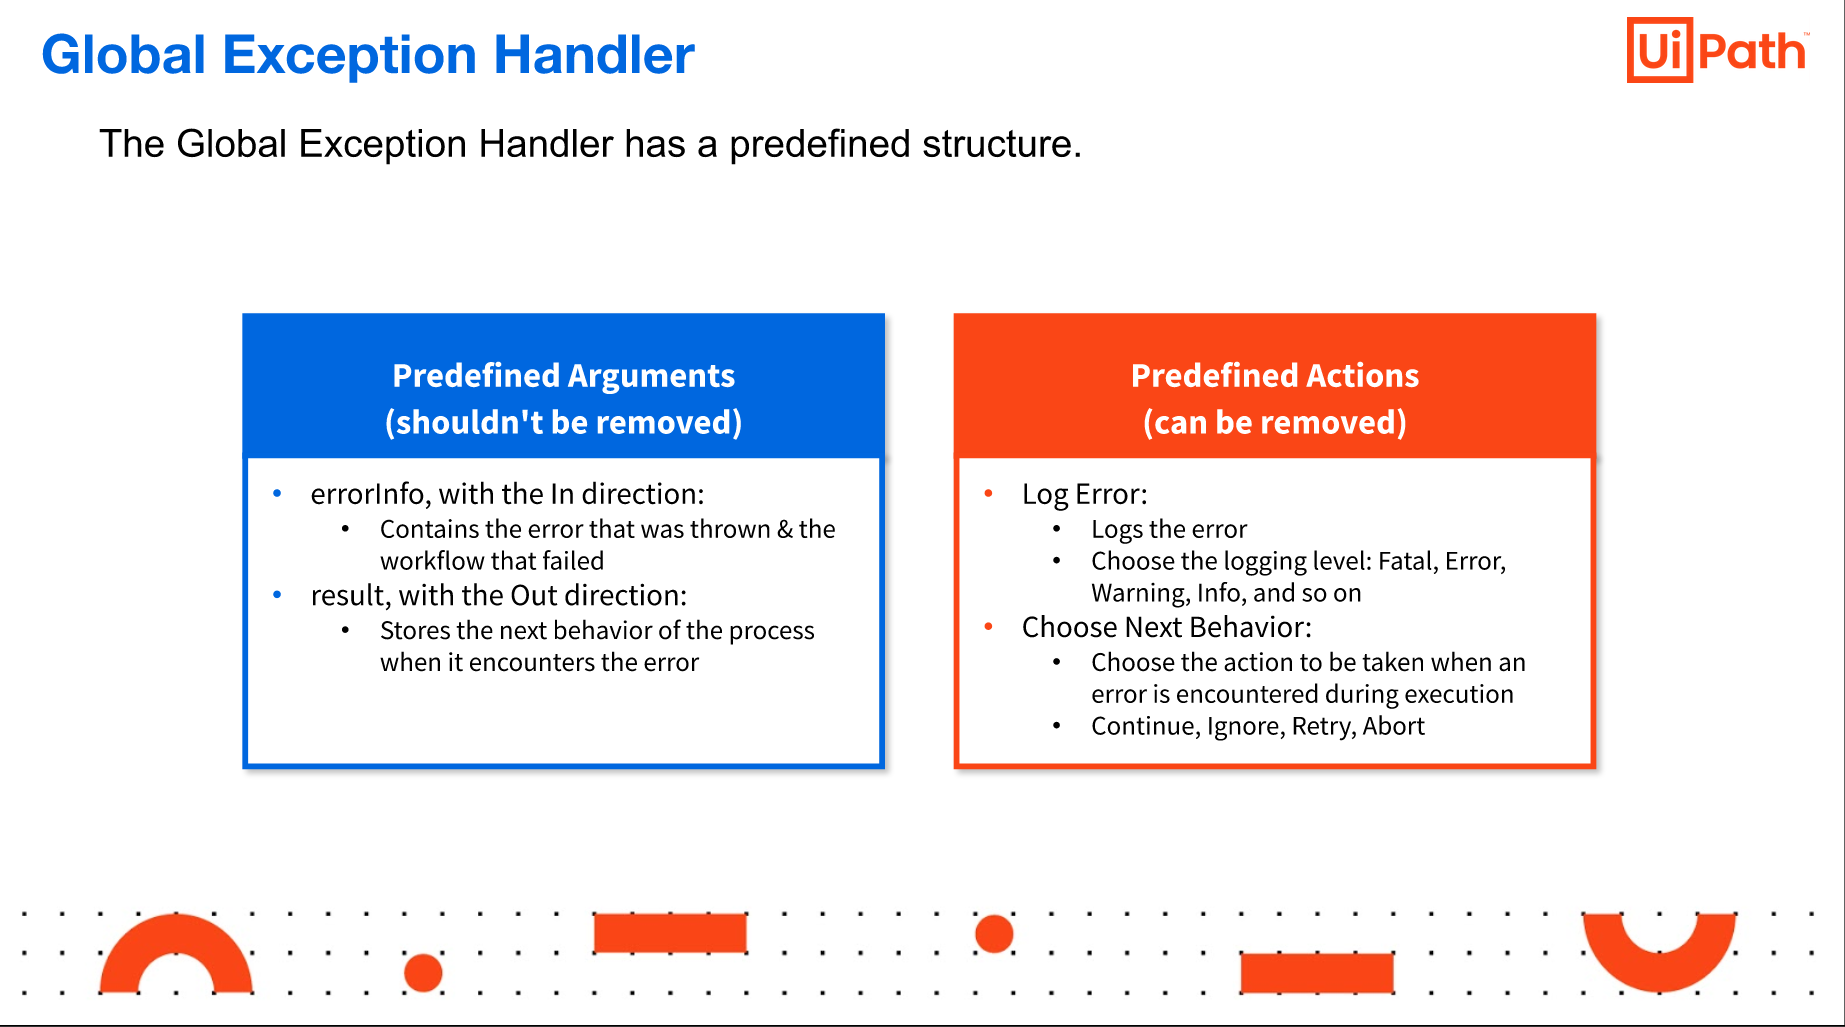 Global Exception Handler
UiPath™
The Global Exception Handler has a predefined structure.
Predefined Arguments
(shouldn't be removed)
• errorInfo, with the In direction:
• Contains the error that was thrown & the
workflow that failed
• result, with the Out direction:
• Stores the next behavior of the process
when it encounters the error
Predefined Actions
(can be removed)
• Log Error:
• Logs the error
• Choose the logging level: Fatal, Error,
Warning, Info, and so on
• Choose Next Behavior:
• Choose the action to be taken when an
error is encountered during execution
• Continue, Ignore, Retry, Abort